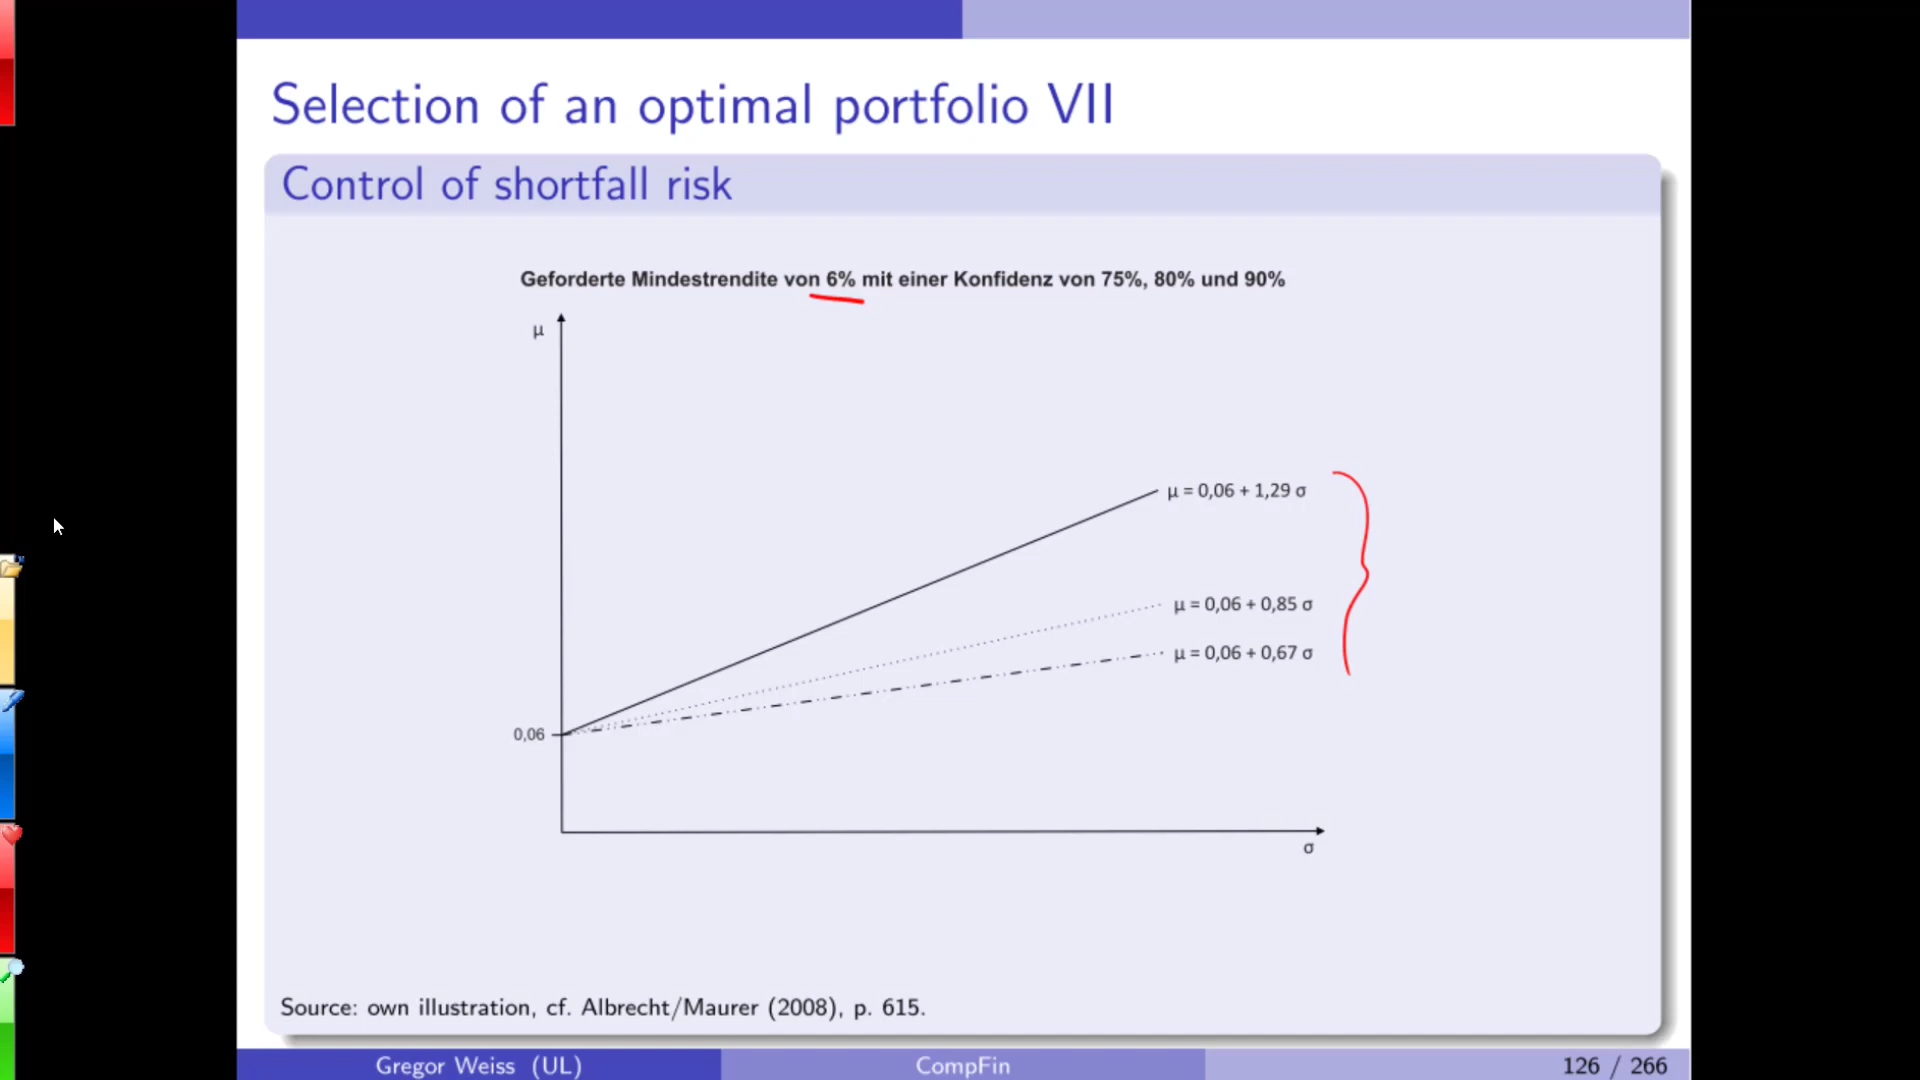 Selection of an optimal portfolio VII
Control of shortfall risk
Geforderte Mindestrendite von 6% mit einer Konfidenz von 75%, 80% und 90%
μ
μ = 0,06 + 1,29 σ
μ = 0,06 + 0,85 σ
μ = 0,06 + 0,67 σ
0,06
σ
Source: own illustration, cf. Albrecht/Maurer (2008), p. 615.
Gregor Weiss (UL) CompFin 126 / 266